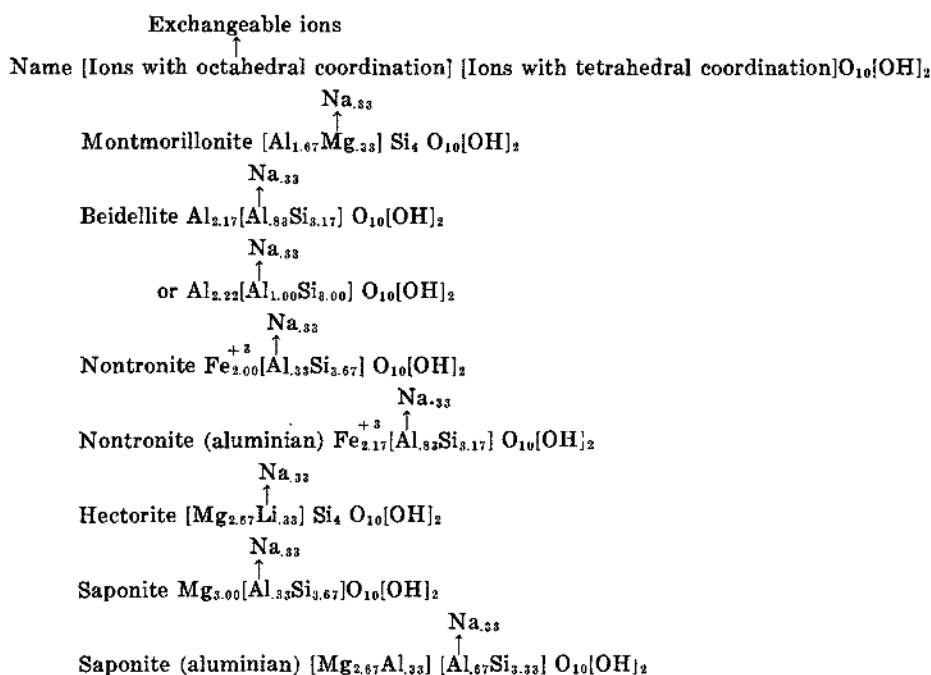 Exchangeable ions
↑
Name [Ions with octahedral coordination] [Ions with tetrahedral coordination]O₁₀[OH]₂
Na.₃₃
↑
Montmorillonite [Al₁.₆₇Mg.₃₃] Si₄ O₁₀[OH]₂
Na.₃₃
↑
Beidellite Al₂.₁₇[Al.₈₃Si₃.₁₇] O₁₀[OH]₂
Na.₃₃
↑
or Al₂.₂₂[Al₁.₀₀Si₃.₀₀] O₁₀[OH]₂
Na.₃₃
↑
Nontronite Fe⁺³₂.₀₀[Al.₃₃Si₃.₆₇] O₁₀[OH]₂
Na.₃₃
↑
Nontronite (aluminian) Fe⁺³₂.₁₇[Al.₈₃Si₃.₁₇] O₁₀[OH]₂
Na.₃₃
↑
Hectorite [Mg₂.₆₇Li.₃₃] Si₄ O₁₀[OH]₂
Na.₃₃
↑
Saponite Mg₃.₀₀[Al.₃₃Si₃.₆₇]O₁₀[OH]₂
Na.₃₃
↑
Saponite (aluminian) [Mg₂.₆₇Al.₃₃] [Al.₆₇Si₃.₃₃] O₁₀[OH]₂